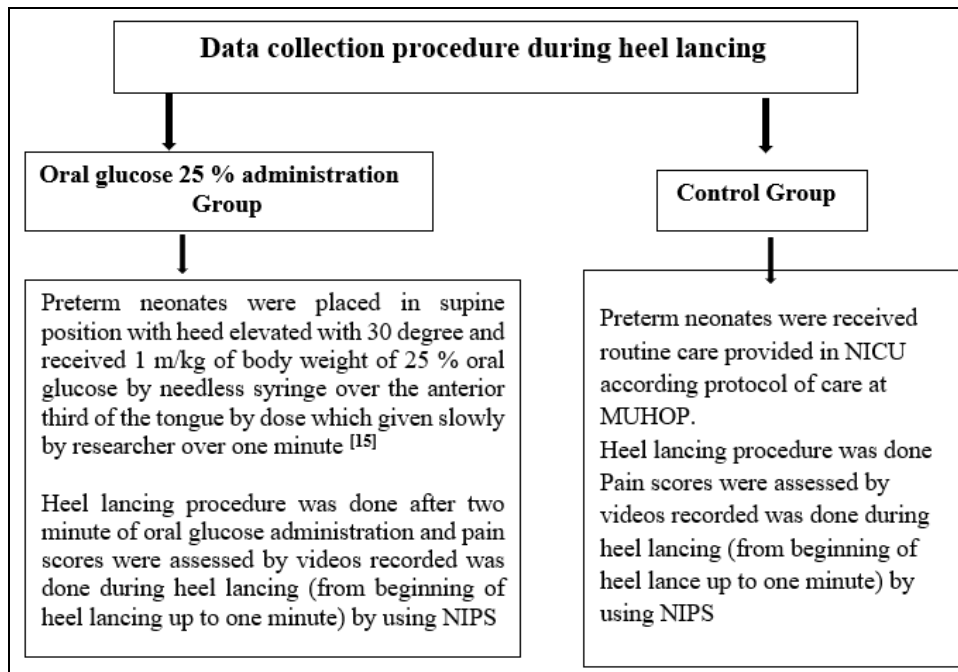 Data collection procedure during heel lancing
Oral glucose 25 % administration
Group
Control Group
Preterm neonates were placed in supine
position with heed elevated with 30 degree and
received 1 m/kg of body weight of 25 % oral
glucose by needless syringe over the anterior
third of the tongue by dose which given slowly
by researcher over one minute [15]
Heel lancing procedure was done after two
minute of oral glucose administration and pain
scores were assessed by videos recorded was
done during heel lancing (from beginning of
heel lancing up to one minute) by using NIPS
Preterm neonates were received
routine care provided in NICU
according protocol of care at
MUHOP.
Heel lancing procedure was done
Pain scores were assessed by
videos recorded was done during
heel lancing (from beginning of
heel lance up to one minute) by
using NIPS